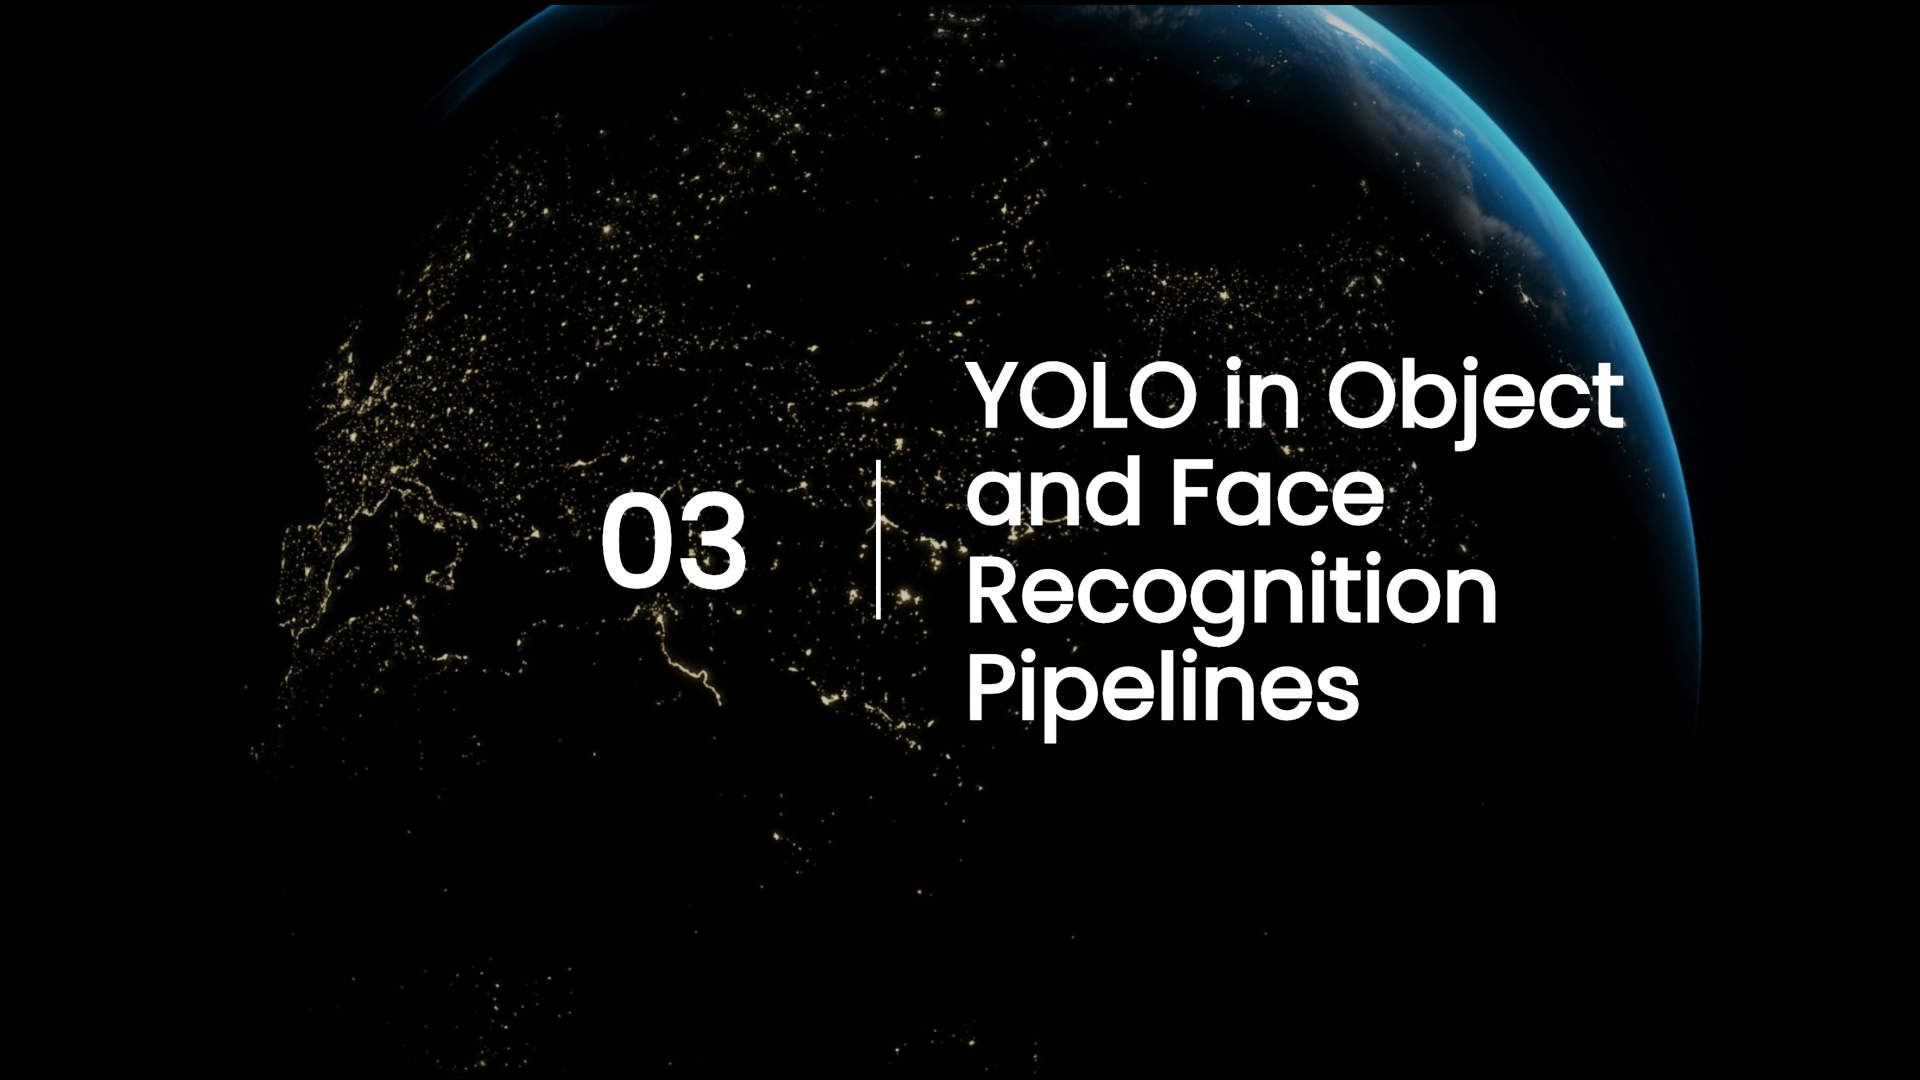 03
YOLO in Object
and Face
Recognition
Pipelines